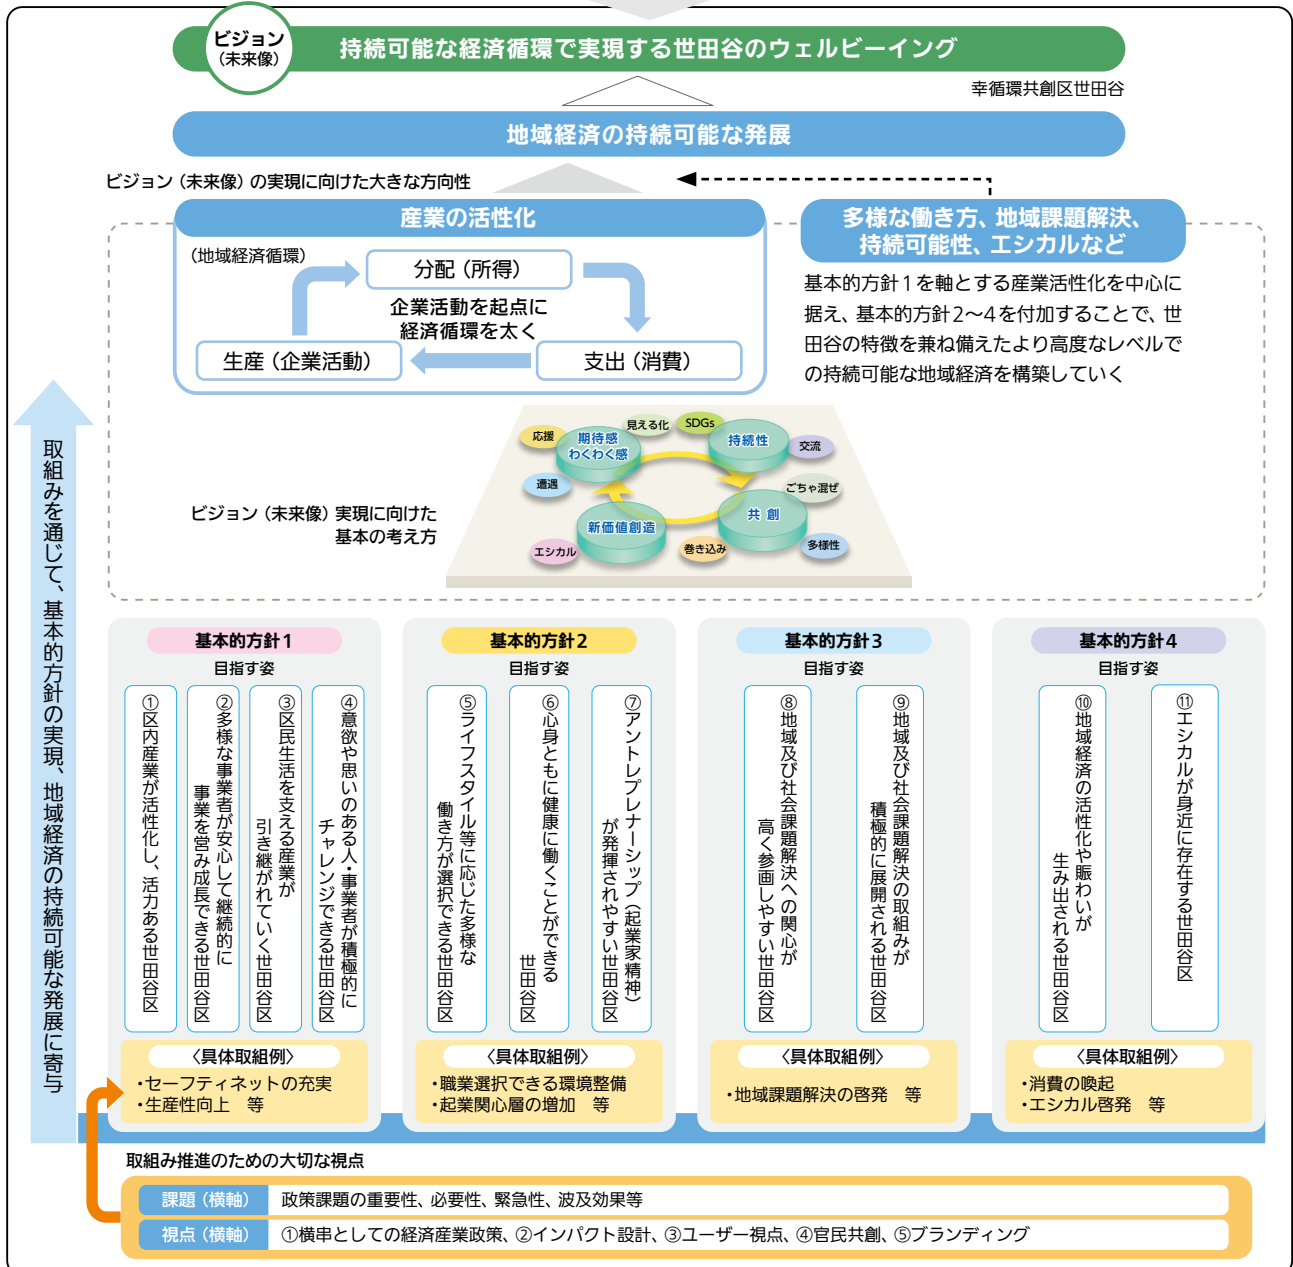 ビジョン
（未来像）
持続可能な経済循環で実現する世田谷のウェルビーイング
幸循環共創区世田谷
地域経済の持続可能な発展
ビジョン（未来像）の実現に向けた大きな方向性
産業の活性化
（地域経済循環）
分配（所得）
企業活動を起点に
経済循環を太く
生産（企業活動）
支出（消費）
多様な働き方、地域課題解決、
持続可能性、エシカルなど
基本的方針1を軸とする産業活性化を中心に
据え、基本的方針2〜4を付加することで、世
田谷の特徴を兼ね備えたより高度なレベルで
の持続可能な地域経済を構築していく
応援
期待感
わくわく感
見える化
SDGs
持続性
交流
遭遇
ごちゃ混ぜ
新価値創造
共創
エシカル
巻き込み
多様性
ビジョン（未来像）実現に向けた
基本の考え方
取組みを通じて、基本的方針の実現、地域経済の持続可能な発展に寄与
基本的方針1
目指す姿
①区内産業が活性化し、活力ある世田谷区
②多様な事業者が安心して継続的に
事業を営み成長できる世田谷区
③区民生活を支える産業が
引き継がれていく世田谷区
④意欲や思いのある人・事業者が積極的に
チャレンジできる世田谷区
〈具体取組例〉
・セーフティネットの充実
・生産性向上　等
基本的方針2
目指す姿
⑤ライフスタイル等に応じた多様な
働き方が選択できる世田谷区
⑥心身ともに健康に働くことができる
世田谷区
⑦アントレプレナーシップ（起業家精神）
が発揮されやすい世田谷区
〈具体取組例〉
・職業選択できる環境整備
・起業関心層の増加　等
基本的方針3
目指す姿
⑧地域及び社会課題解決への関心が
高く参画しやすい世田谷区
⑨地域及び社会課題解決の取組みが
積極的に展開される世田谷区
〈具体取組例〉
・地域課題解決の啓発　等
基本的方針4
目指す姿
⑩地域経済の活性化や賑わいが
生み出される世田谷区
⑪エシカルが身近に存在する世田谷区
〈具体取組例〉
・消費の喚起
・エシカル啓発　等
取組み推進のための大切な視点
課題（横軸）
政策課題の重要性、必要性、緊急性、波及効果等
視点（横軸）
①横串としての経済産業政策、②インパクト設計、③ユーザー視点、④官民共創、⑤ブランディング